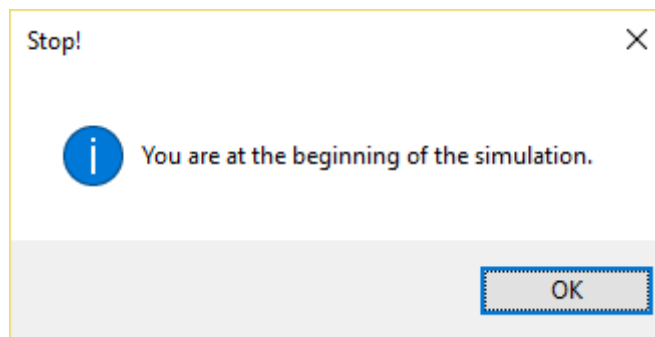 Stop!
You are at the beginning of the simulation.
OK